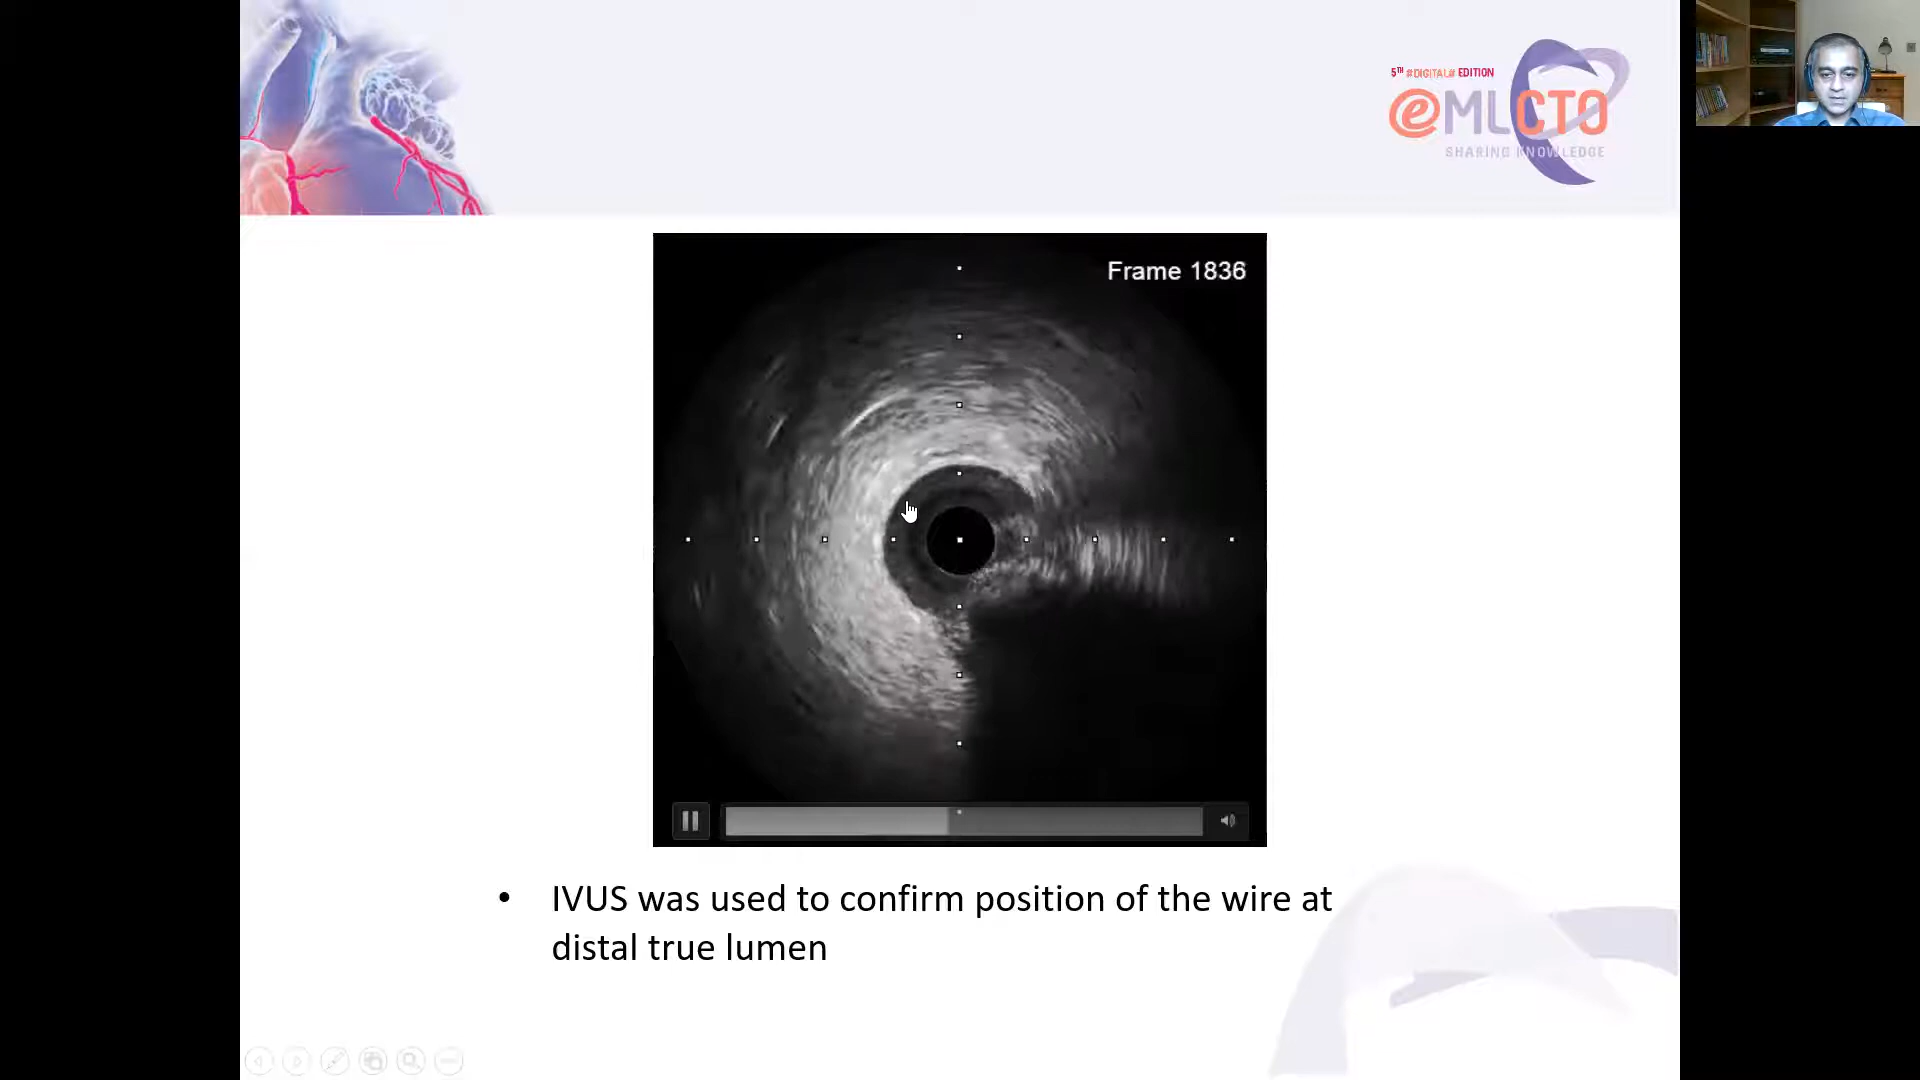 5TH #DIGITAL# EDITION
@MLCTO
SHARING KNOWLEDGE
Frame 1836
• IVUS was used to confirm position of the wire at
distal true lumen